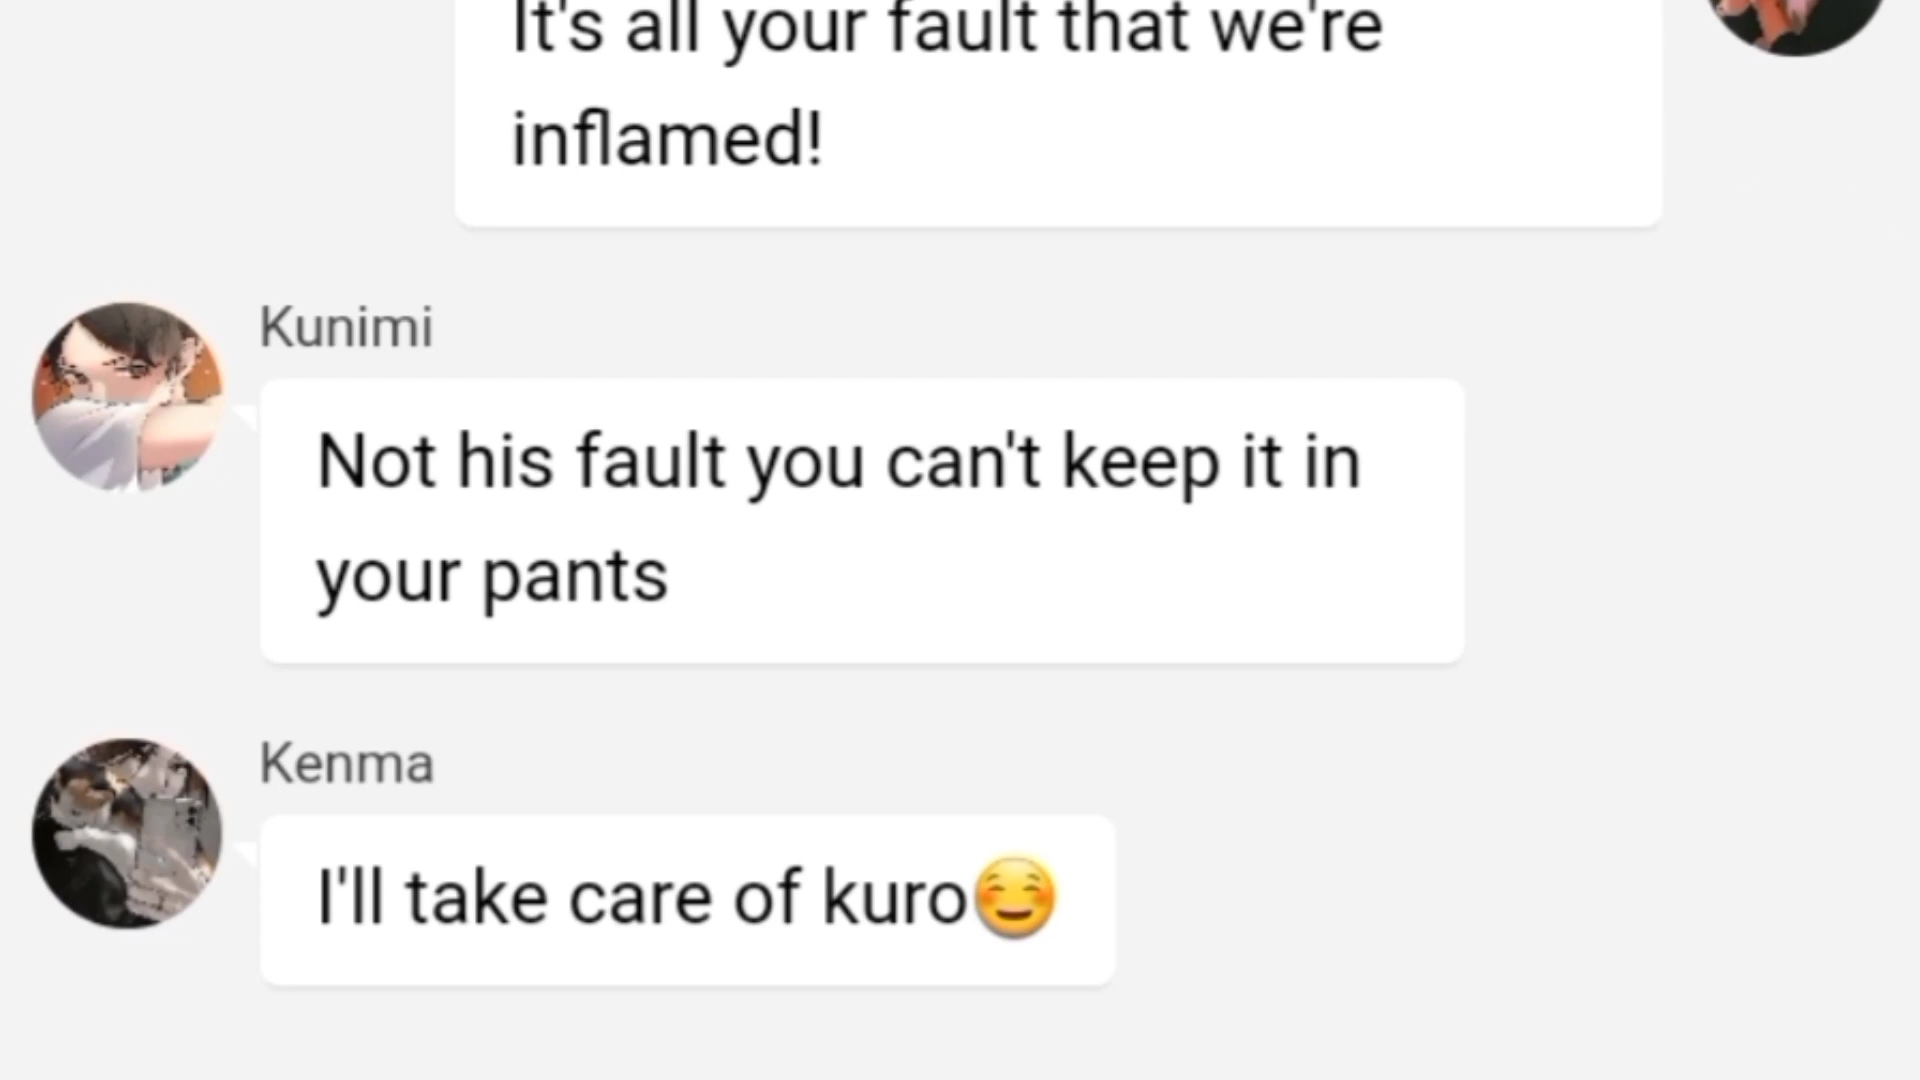 It's all your fault that we're
inflamed!
Kunimi
Not his fault you can't keep it in
your pants
Kenma
I'll take care of kuro☺️